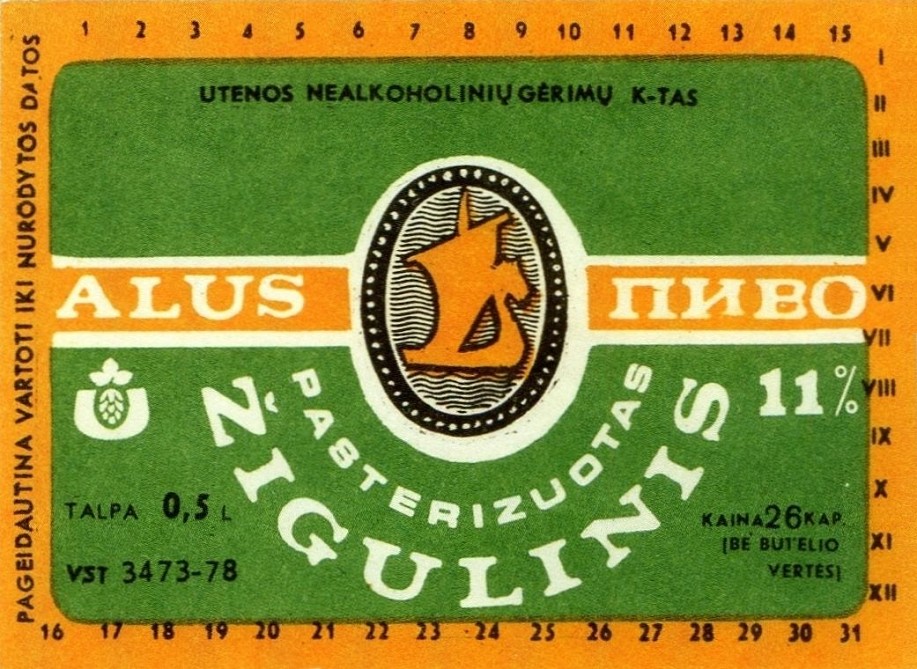 1 2 3 4 5 6 7 8 9 10 11 12 13 14 15
PAGEIDAUTINA VARTOTI IKI NURODYTOS DATOS
UTENOS NEALKOHOLINIŲ GĖRIMŲ K-TAS
ALUS ПИВО
PASTERIZUOTAS
ŽIGULINIS
11%
TALPA 0,5 L
VST 3473-78
KAINA 26 KAP.
(BE BUTELIO
VERTĖS)
I
II
III
IV
V
VI
VII
VIII
IX
X
XI
XII
16 17 18 19 20 21 22 23 24 25 26 27 28 29 30 31